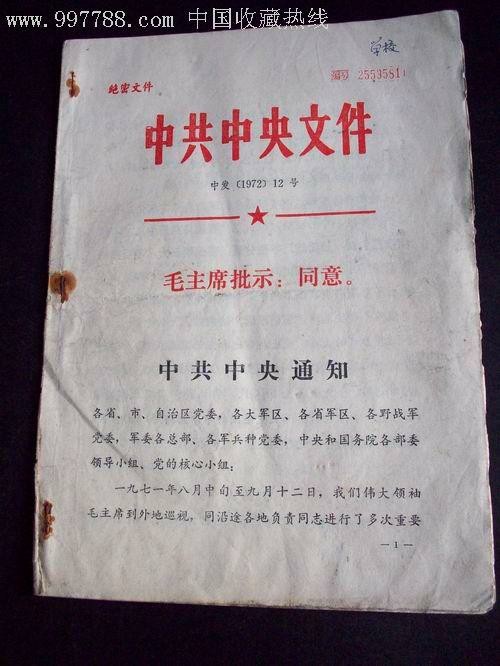 www.997788.com 中国收藏热线
学校
编号 2559581
绝密文件
中共中央文件
中发〔1972〕12 号
毛主席批示：同意。
中共中央通知
各省、市、自治区党委，各大军区、各省军区、各野战军
党委，军委各总部、各军兵种党委，中央和国务院各部委
领导小组、党的核心小组：
一九七一年八月中旬至九月十二日，我们伟大领袖
毛主席到外地巡视，同沿途各地负责同志进行了多次重要
—1—